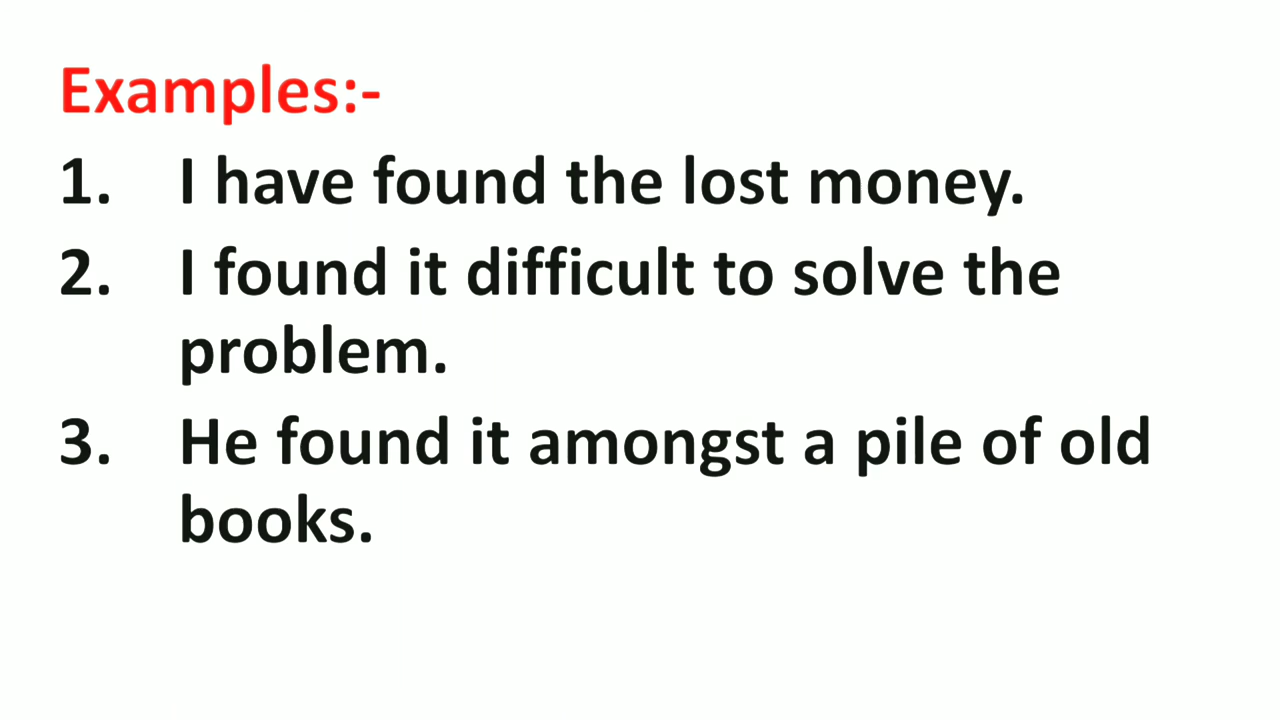 Examples:-
1. I have found the lost money.
2. I found it difficult to solve the
problem.
3. He found it amongst a pile of old
books.